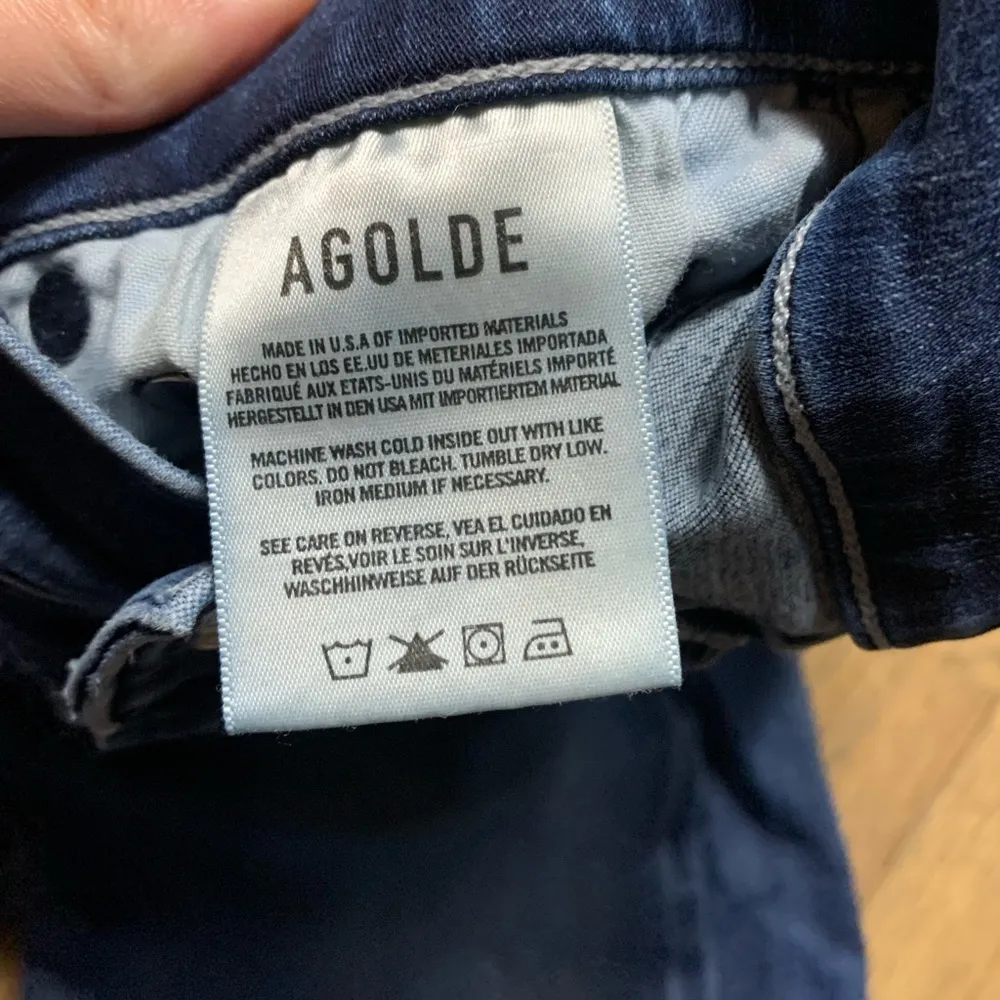 AGOLDE
MADE IN U.S.A OF IMPORTED MATERIALS
HECHO EN LOS EE.UU DE METERIALES IMPORTADA
FABRIQUÉ AUX ETATS-UNIS DU MATÉRIELS IMPORTÉ
HERGESTELLT IN DEN USA MIT IMPORTIERTEM MATERIAL
MACHINE WASH COLD INSIDE OUT WITH LIKE
COLORS. DO NOT BLEACH. TUMBLE DRY LOW.
IRON MEDIUM IF NECESSARY.
SEE CARE ON REVERSE, VEA EL CUIDADO EN
REVÉS,VOIR LE SOIN SUR L'INVERSE,
WASCHHINWEISE AUF DER RÜCKSEITE